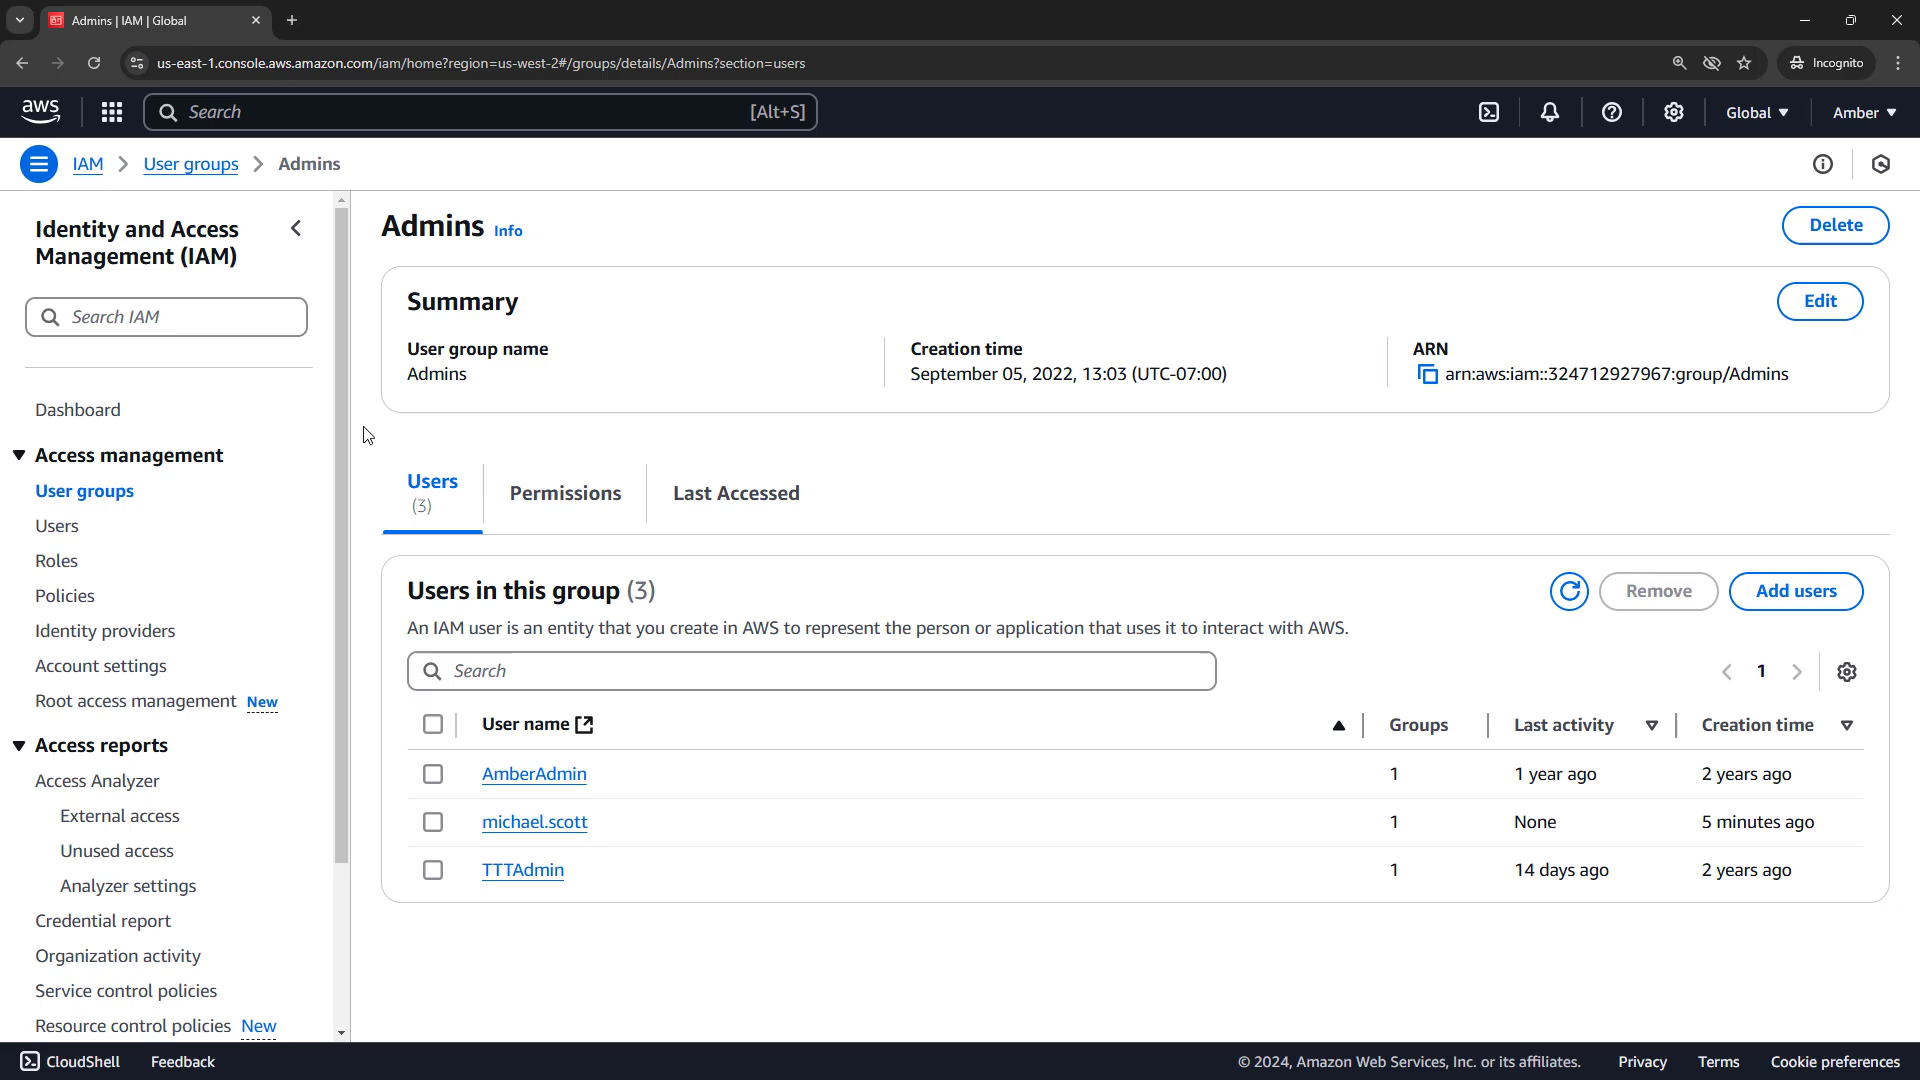 Admins | IAM | Global
us-east-1.console.aws.amazon.com/iam/home?region=us-west-2#/groups/details/Admins?section=users
Incognito
aws
Search
[Alt+S]
Global
Amber
IAM
User groups
Admins
Identity and Access
Management (IAM)
Search IAM
Dashboard
Access management
User groups
Users
Roles
Policies
Identity providers
Account settings
Root access management New
Access reports
Access Analyzer
External access
Unused access
Analyzer settings
Credential report
Organization activity
Service control policies
Resource control policies New
Admins Info
Delete
Summary
Edit
User group name
Admins
Creation time
September 05, 2022, 13:03 (UTC-07:00)
ARN
arn:aws:iam::324712927967:group/Admins
Users
(3)
Permissions
Last Accessed
Users in this group (3)
Remove
Add users
An IAM user is an entity that you create in AWS to represent the person or application that uses it to interact with AWS.
Search
1
User name Groups Last activity Creation time
AmberAdmin 1 1 year ago 2 years ago
michael.scott 1 None 5 minutes ago
TTTAdmin 1 14 days ago 2 years ago
CloudShell
Feedback
© 2024, Amazon Web Services, Inc. or its affiliates.
Privacy
Terms
Cookie preferences